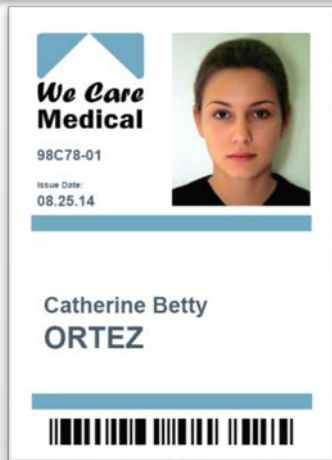 We Care
Medical
98C78-01
Issue Date:
08.25.14
Catherine Betty
ORTEZ